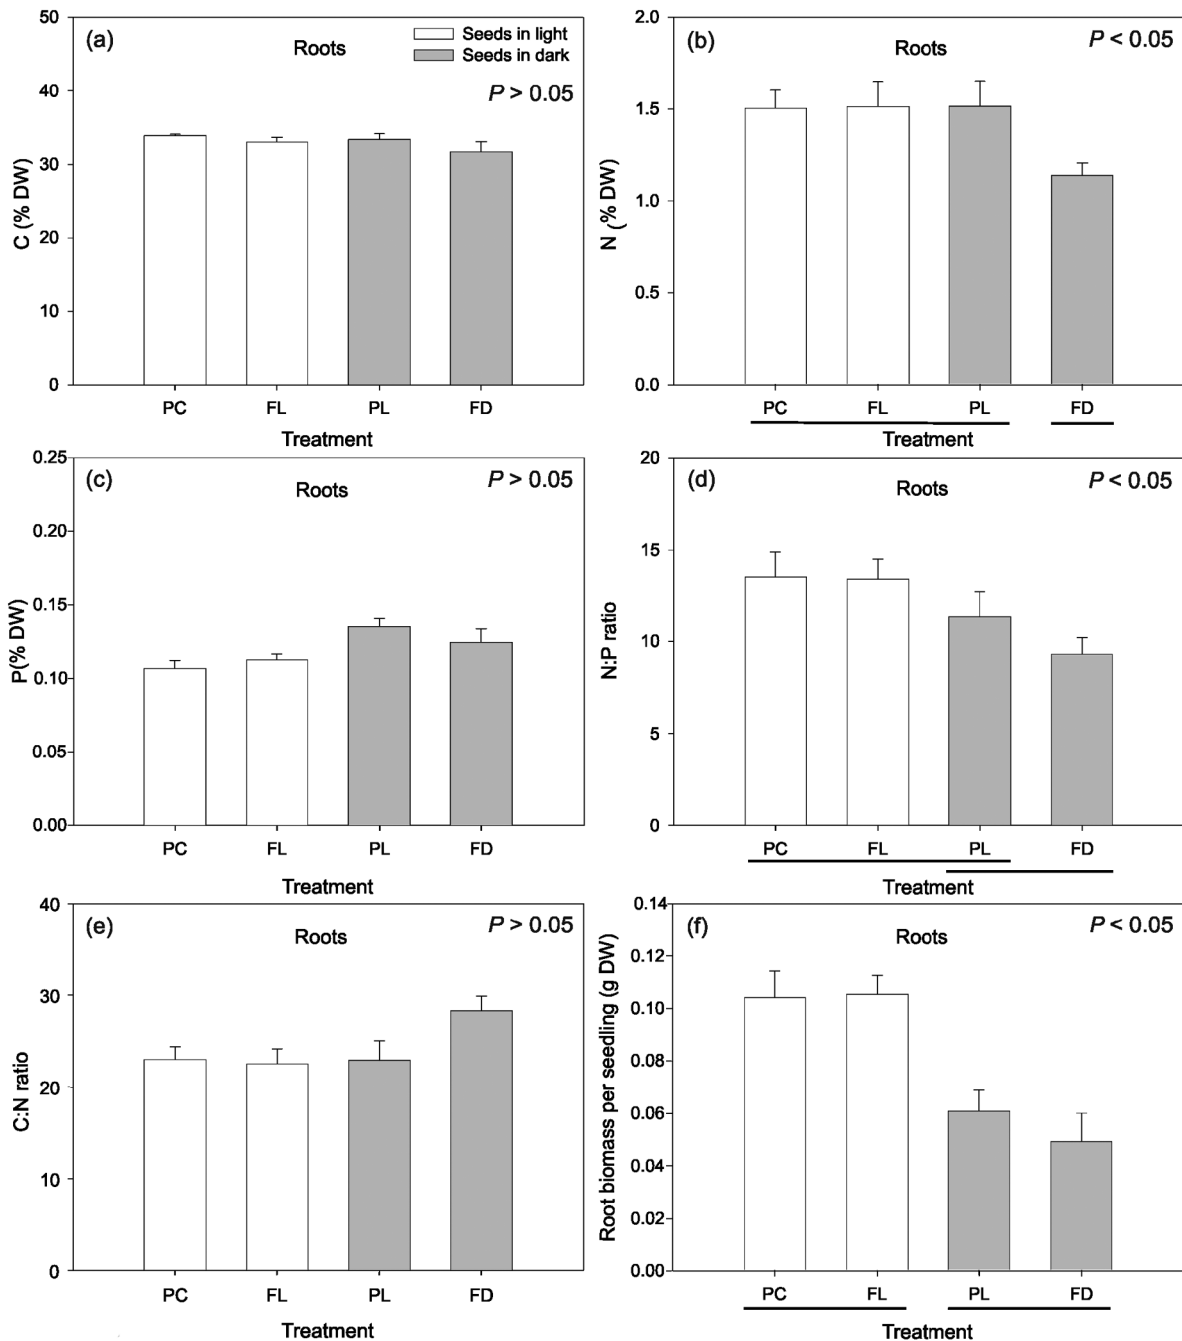 (a)
Roots
Seeds in light
Seeds in dark
P > 0.05
C (% DW)
50
40
30
20
10
0
PC FL PL FD
Treatment
(b)
Roots
P < 0.05
N (% DW)
2.0
1.5
1.0
0.5
0.0
PC FL PL FD
Treatment
(c)
Roots
P > 0.05
P(% DW)
0.25
0.20
0.15
0.10
0.05
0.00
PC FL PL FD
Treatment
(d)
Roots
P < 0.05
N:P ratio
20
15
10
5
0
PC FL PL FD
Treatment
(e)
Roots
P > 0.05
C:N ratio
40
30
20
10
0
PC FL PL FD
Treatment
(f)
Roots
P < 0.05
Root biomass per seedling (g DW)
0.14
0.12
0.10
0.08
0.06
0.04
0.02
0.00
PC FL PL FD
Treatment